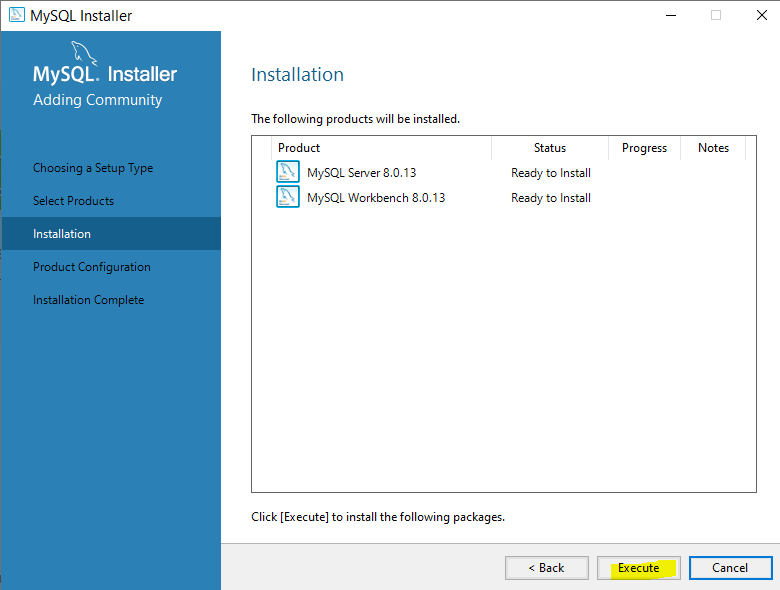 MySQL Installer
MySQL. Installer
Adding Community
Choosing a Setup Type
Select Products
Installation
Product Configuration
Installation Complete
Installation
The following products will be installed.
Product Status Progress Notes
MySQL Server 8.0.13 Ready to Install
MySQL Workbench 8.0.13 Ready to Install
Click [Execute] to install the following packages.
< Back Execute Cancel